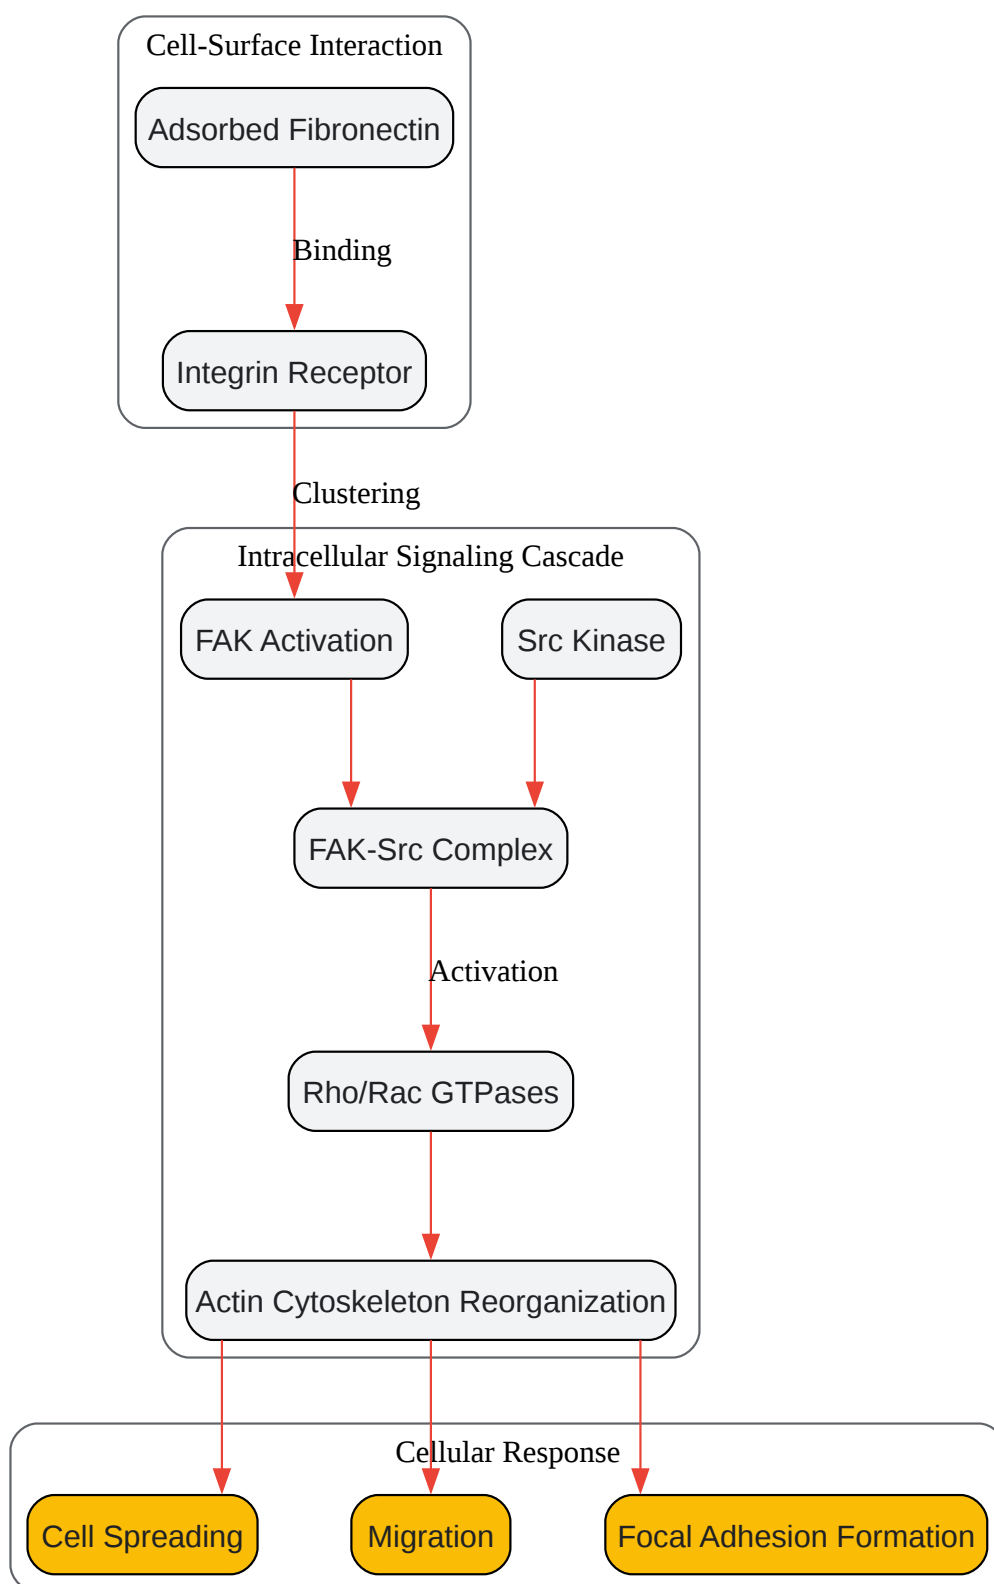 Cell-Surface Interaction
Adsorbed Fibronectin
Binding
Integrin Receptor
Clustering
Intracellular Signaling Cascade
FAK Activation
Src Kinase
FAK-Src Complex
Activation
Rho/Rac GTPases
Actin Cytoskeleton Reorganization
Cellular Response
Cell Spreading
Migration
Focal Adhesion Formation